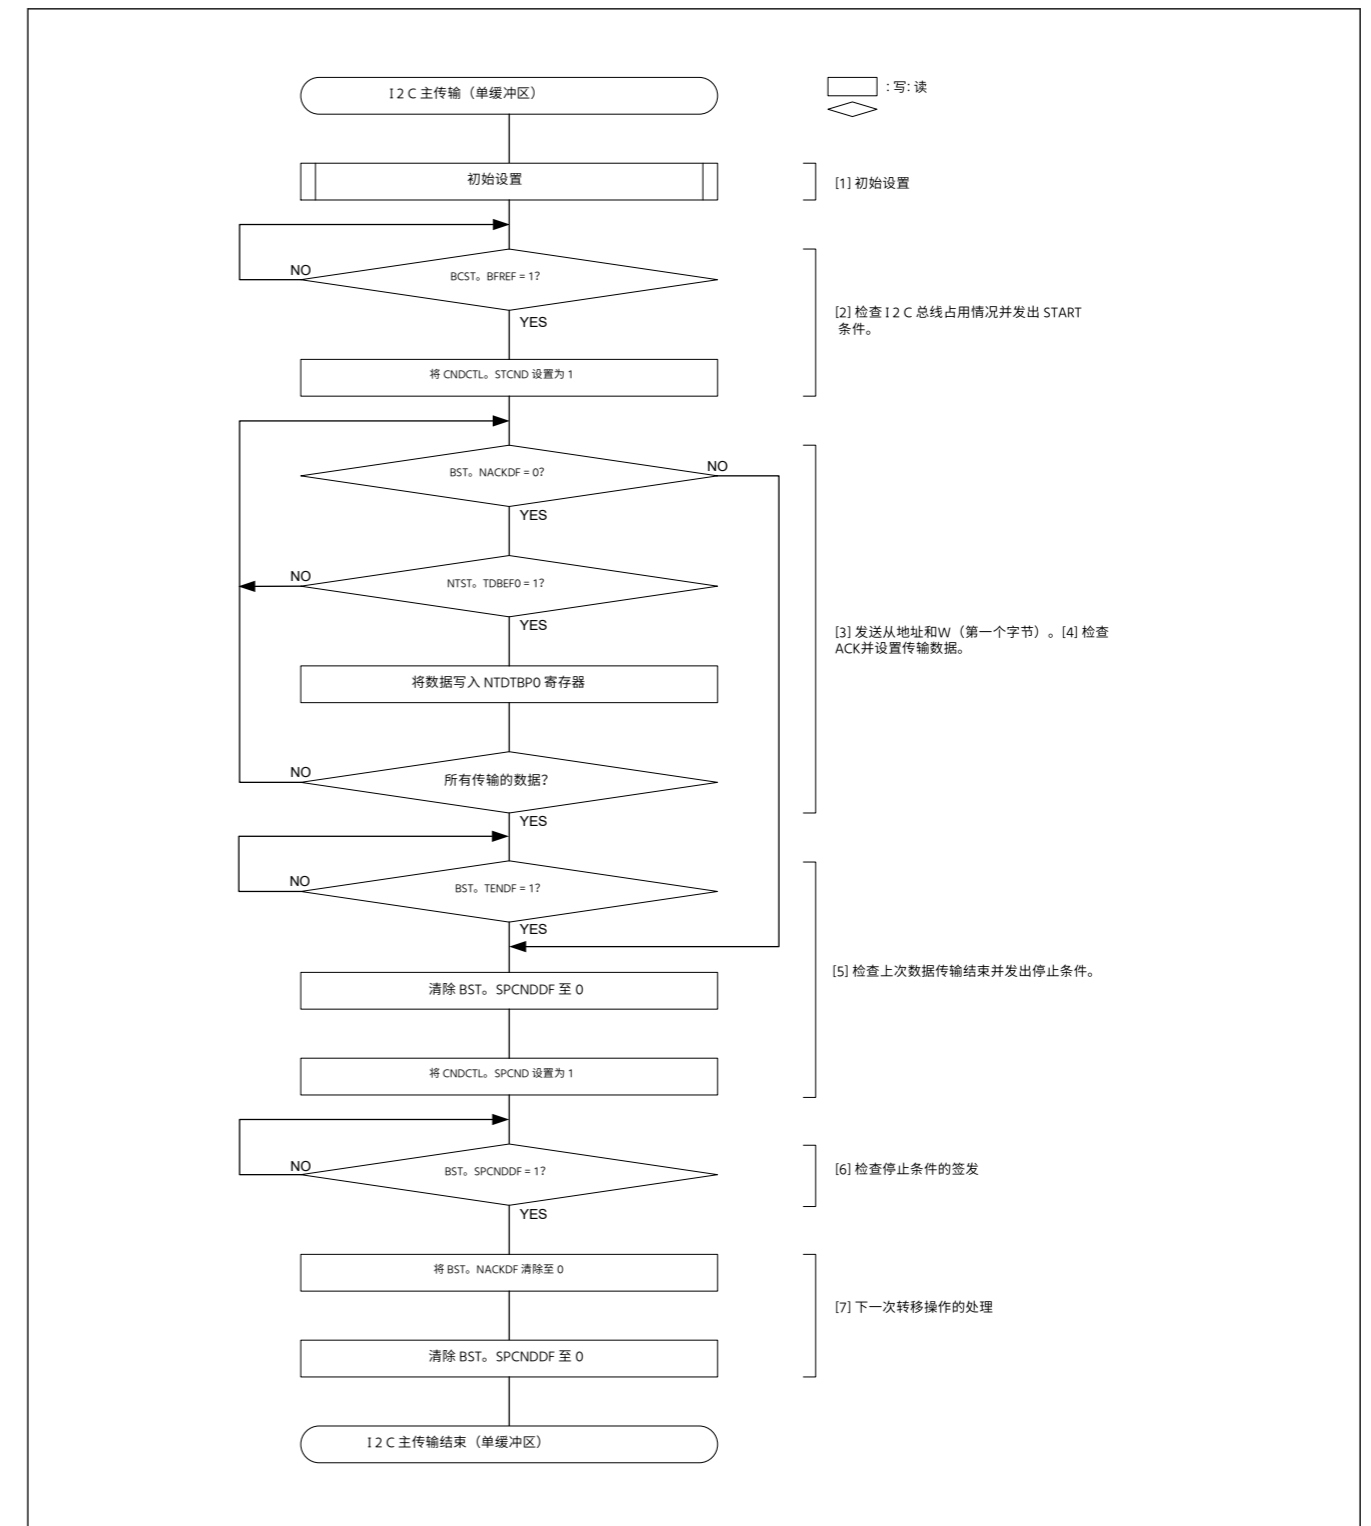 I 2 C 主传输（单缓冲区）
: 写: 读
初始设置
[1] 初始设置
NO
BCST。BFREF = 1?
YES
[2] 检查 I 2 C 总线占用情况并发出 START
条件。
将 CNDCTL。STCND 设置为 1
BST。NACKDF = 0?
NO
YES
NO
NTST。TDBEF0 = 1?
YES
[3] 发送从地址和W（第一个字节）。[4] 检查
ACK并设置传输数据。
将数据写入 NTDTBP0 寄存器
NO
所有传输的数据?
YES
NO
BST。TENDF = 1?
YES
[5] 检查上次数据传输结束并发出停止条件。
清除 BST。SPCNDDF 至 0
将 CNDCTL。SPCND 设置为 1
NO
BST。SPCNDDF = 1?
YES
[6] 检查停止条件的签发
将 BST。NACKDF 清除至 0
[7] 下一次转移操作的处理
清除 BST。SPCNDDF 至 0
I 2 C 主传输结束（单缓冲区）